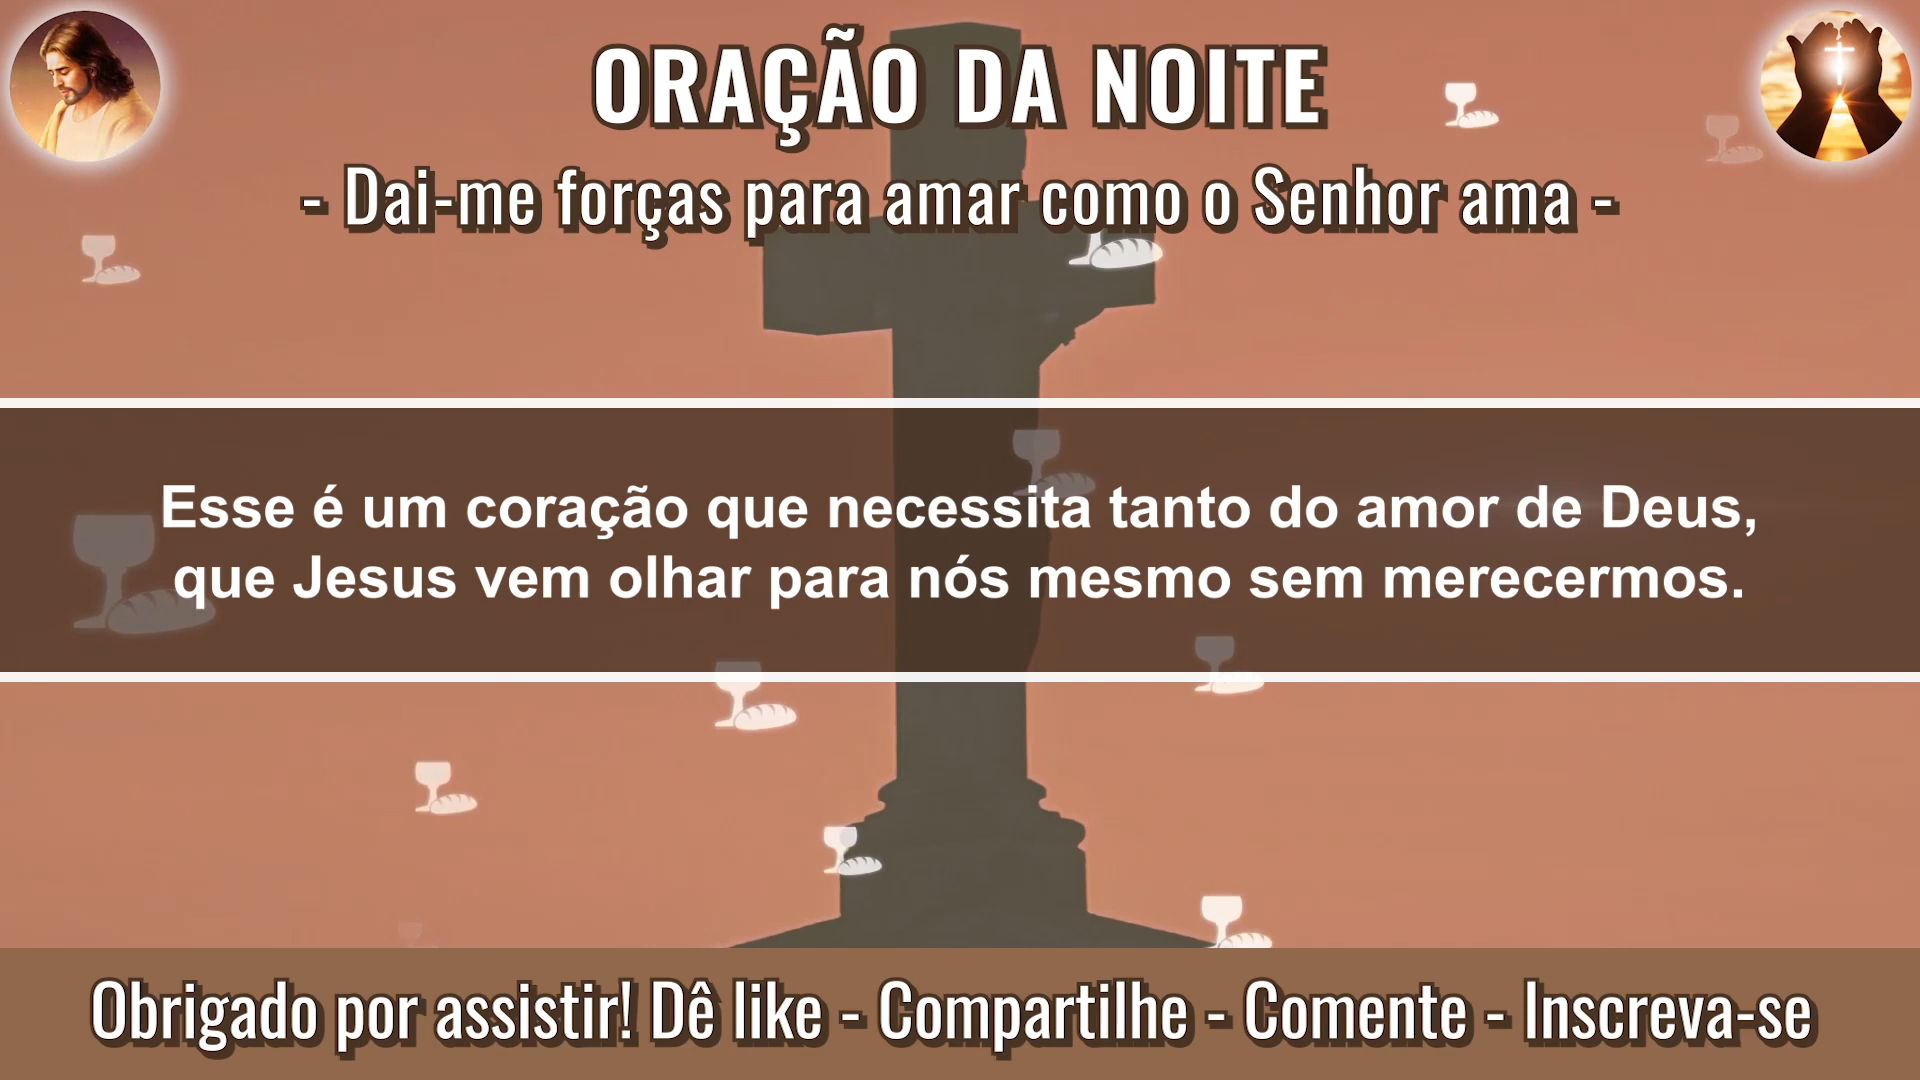 ORAÇÃO DA NOITE
- Dai-me forças para amar como o Senhor ama -
Esse é um coração que necessita tanto do amor de Deus,
que Jesus vem olhar para nós mesmo sem merecermos.
Obrigado por assistir! Dê like - Compartilhe - Comente - Inscreva-se